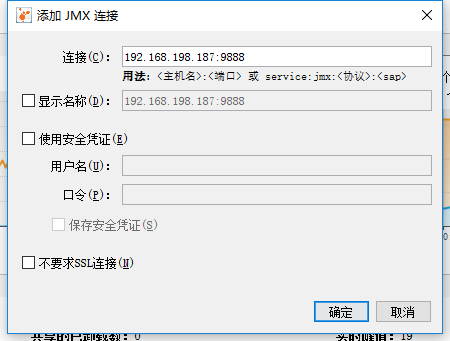 添加 JMX 连接
连接(C): 192.168.198.187:9888
用法: <主机名>:<端口> 或 service:jmx:<协议>:<sap>
显示名称(D): 192.168.198.187:9888
使用安全凭证(E)
用户名(U):
口令(P):
保存安全凭证(S)
不要求SSL连接(N)
确定 取消
共享的已卸载数: 0 实时峰值: 19